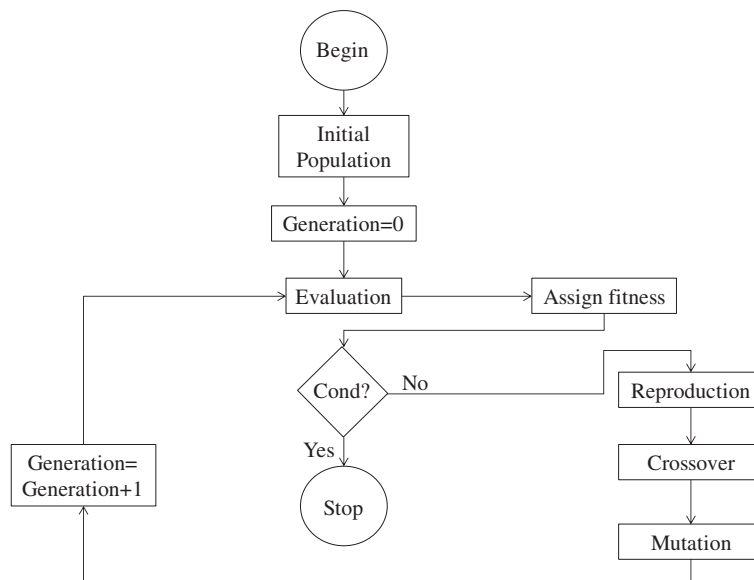 Begin
Initial
Population
Generation=0
Evaluation
Assign fitness
Cond?
No
Reproduction
Yes
Generation=
Generation+1
Crossover
Stop
Mutation